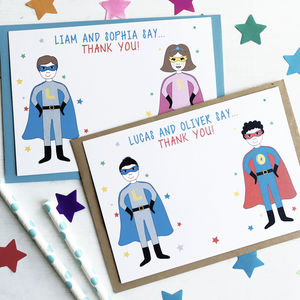 LIAM AND SOPHIA SAY...
THANK YOU!
L
S
LUCAS AND OLIVER SAY...
THANK YOU!
L
O